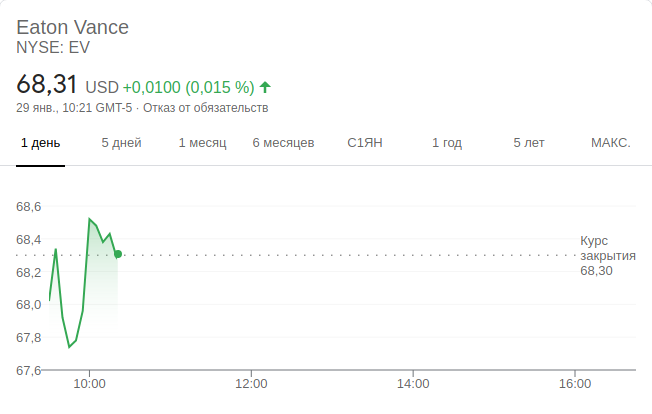 Eaton Vance
NYSE: EV
68,31 USD +0,0100 (0,015 %)
29 янв., 10:21 GMT-5 · Отказ от обязательств
1 день 5 дней 1 месяц 6 месяцев С1ЯН 1 год 5 лет МАКС.
68,6
68,4
68,2
68,0
67,8
67,6
Курс
закрытия
68,30
10:00 12:00 14:00 16:00